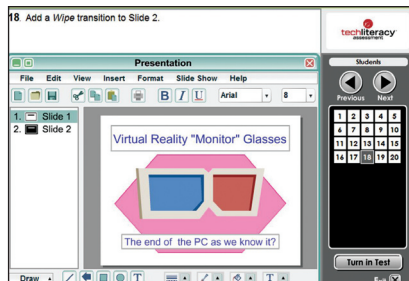 18. Add a Wipe transition to Slide 2.
techliteracy
assessment
Presentation
File Edit View Insert Format Slide Show Help
B I U Arial 8
1. Slide 1
2. Slide 2
Virtual Reality "Monitor" Glasses
The end of the PC as we know it?
Draw T T
Students
Previous Next
1 2 3 4 5
6 7 8 9 10
11 12 13 14 15
16 17 18 19 20
Turn in Test
Exit